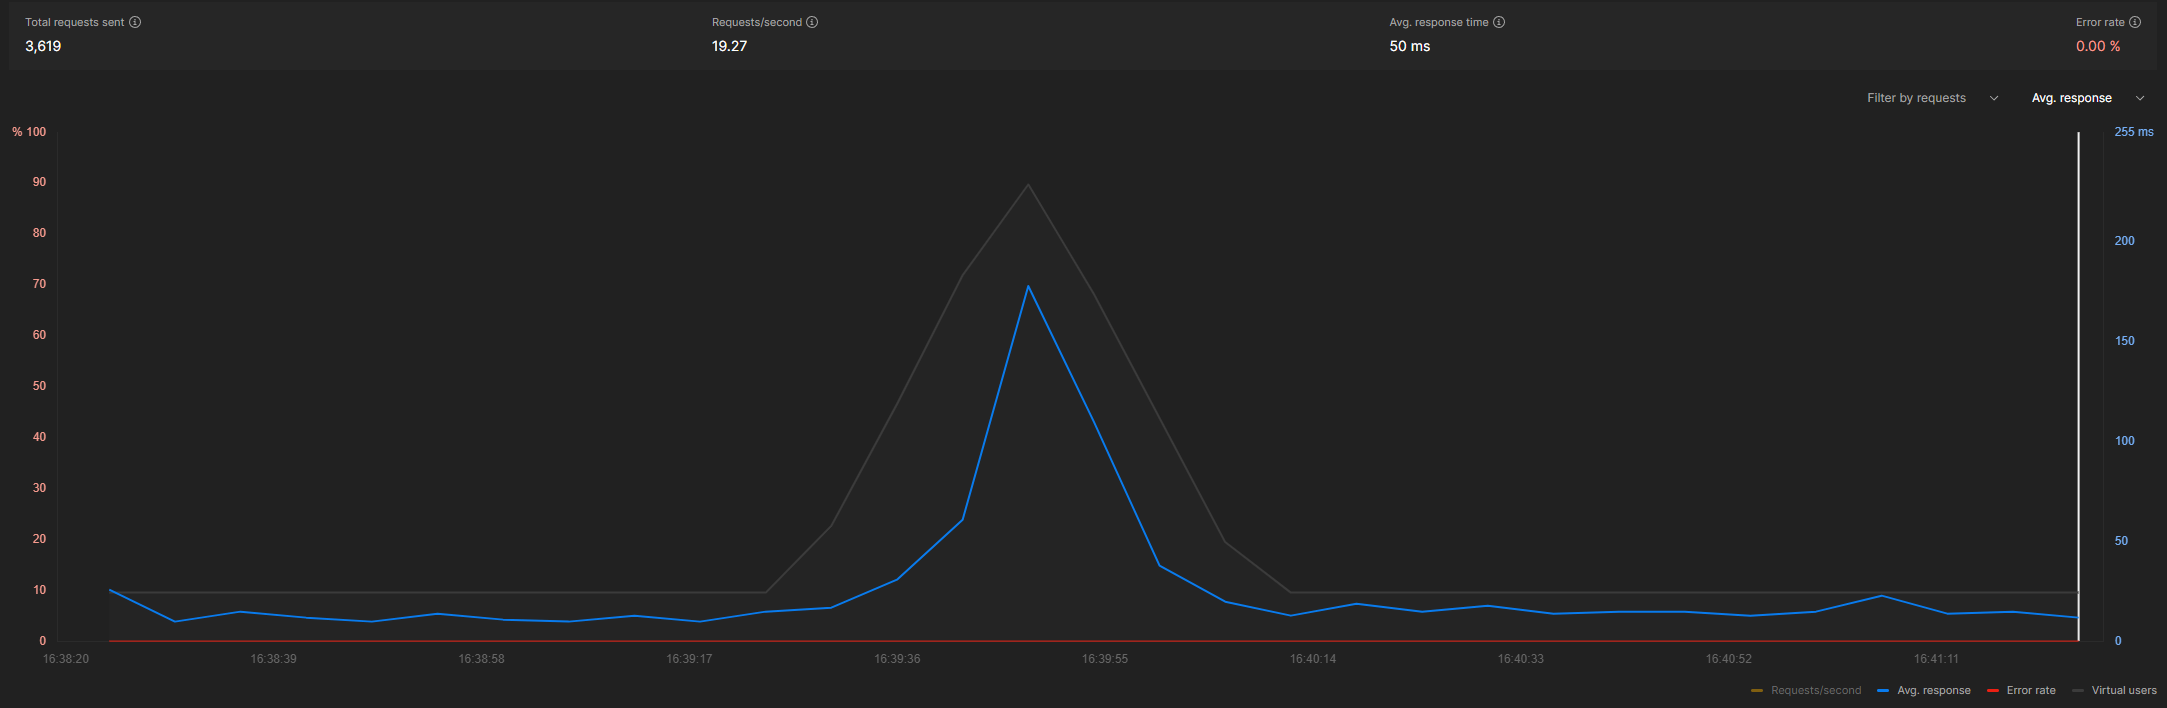 Total requests sent
3,619
Requests/second
19.27
Avg. response time
50 ms
Error rate
0.00 %
Filter by requests
Avg. response
% 100
90
80
70
60
50
40
30
20
10
0
255 ms
200
150
100
50
0
16:38:20
16:38:39
16:38:58
16:39:17
16:39:36
16:39:55
16:40:14
16:40:33
16:40:52
16:41:11
Requests/second
Avg. response
Error rate
Virtual users